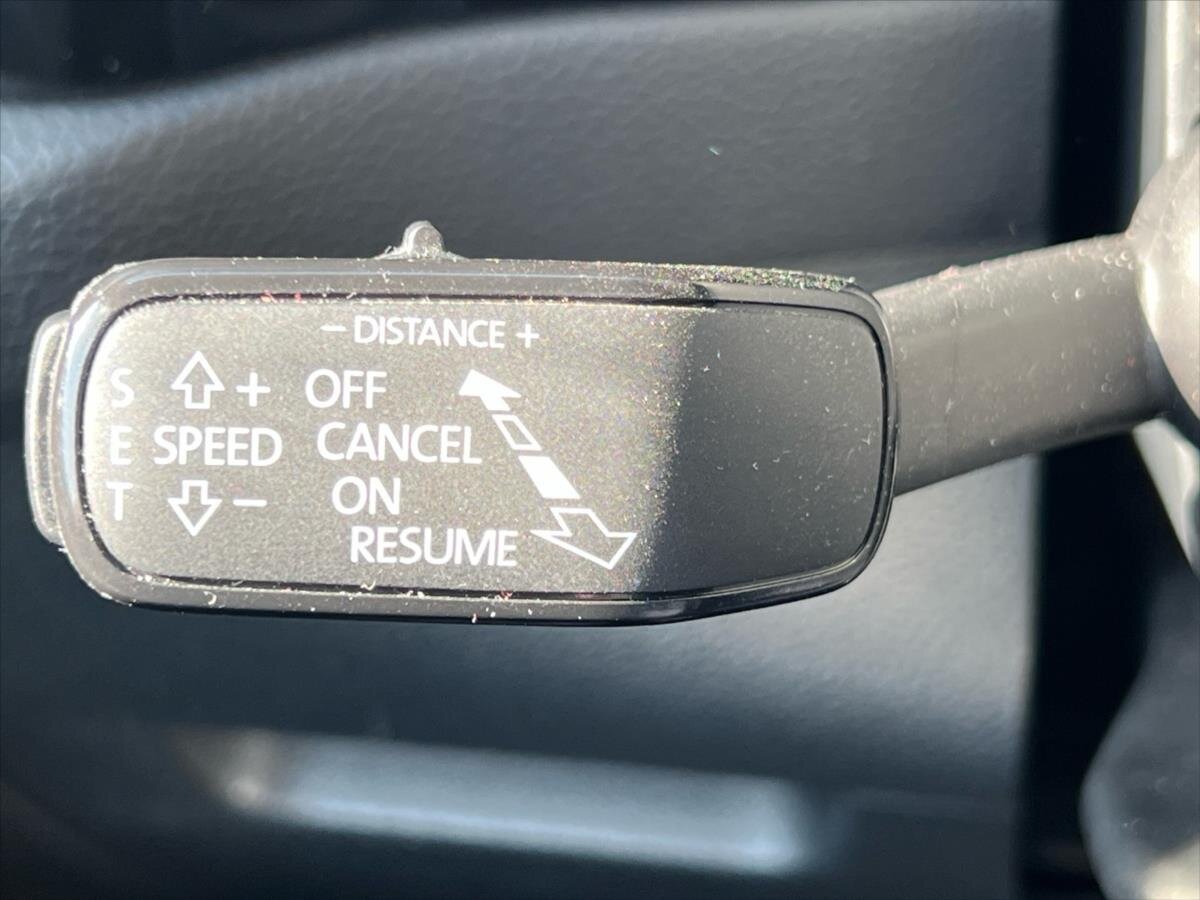 − DISTANCE +
S + OFF
E SPEED CANCEL
T − ON
RESUME